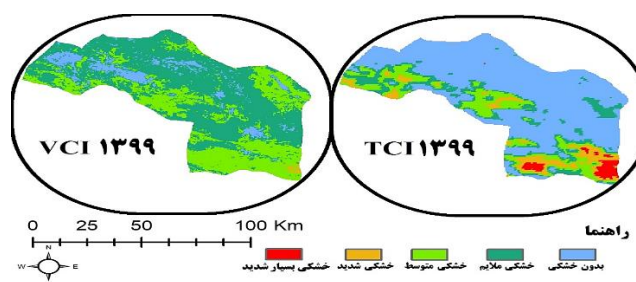 VCI ۱۳۹۹
TCI ۱۳۹۹
0 25 50 100 Km
N
W E
S
راهنما
بدون خشکی
خشکی ملایم
خشکی متوسط
خشکی شدید
خشکی بسیار شدید